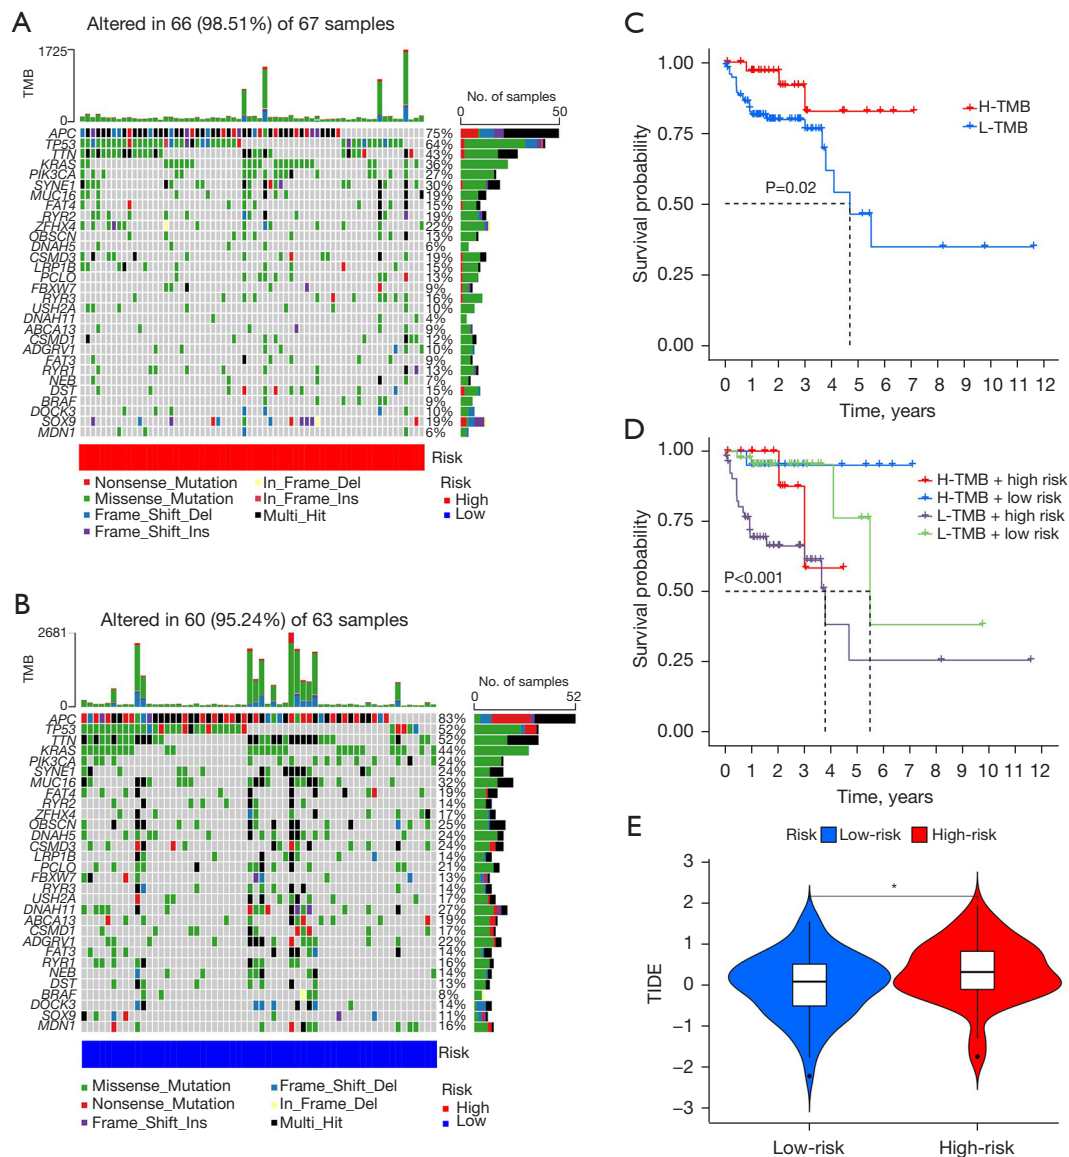 A
Altered in 66 (98.51%) of 67 samples
1725
TMB
0
No. of samples
0 50
APC 75%
TP53 64%
TTN 43%
KRAS 36%
PIK3CA 27%
SYNE1 30%
MUC16 19%
FAT4 15%
RYR2 19%
ZFHX4 22%
OBSCN 13%
DNAH5 6%
CSMD3 19%
LRP1B 15%
PCLO 13%
FBXW7 9%
RYR3 16%
USH2A 10%
DNAH11 4%
ABCA13 9%
CSMD1 12%
ADGRV1 10%
FAT3 9%
RYR1 13%
NEB 7%
DST 15%
BRAF 9%
DOCK3 10%
SOX9 19%
MDN1 6%
Risk
Nonsense_Mutation
Missense_Mutation
Frame_Shift_Del
Frame_Shift_Ins
In_Frame_Del
In_Frame_Ins
Multi_Hit
Risk
High
Low
B
Altered in 60 (95.24%) of 63 samples
2681
TMB
0
No. of samples
0 52
APC 83%
TP53 52%
TTN 52%
KRAS 44%
PIK3CA 24%
SYNE1 24%
MUC16 32%
FAT4 19%
RYR2 14%
ZFHX4 17%
OBSCN 25%
DNAH5 24%
CSMD3 24%
LRP1B 14%
PCLO 21%
FBXW7 13%
RYR3 14%
USH2A 17%
DNAH11 27%
ABCA13 19%
CSMD1 17%
ADGRV1 22%
FAT3 14%
RYR1 16%
NEB 14%
DST 13%
BRAF 8%
DOCK3 14%
SOX9 11%
MDN1 16%
Risk
Missense_Mutation
Nonsense_Mutation
Frame_Shift_Ins
Frame_Shift_Del
In_Frame_Del
Multi_Hit
Risk
High
Low
C
Survival probability
1.00
0.75
0.50
0.25
0.00
P=0.02
H-TMB
L-TMB
0 1 2 3 4 5 6 7 8 9 10 11 12
Time, years
D
Survival probability
1.00
0.75
0.50
0.25
0.00
P<0.001
H-TMB + high risk
H-TMB + low risk
L-TMB + high risk
L-TMB + low risk
0 1 2 3 4 5 6 7 8 9 10 11 12
Time, years
E
Risk Low-risk High-risk
TIDE
3
2
1
0
−1
−2
−3
*
Low-risk High-risk